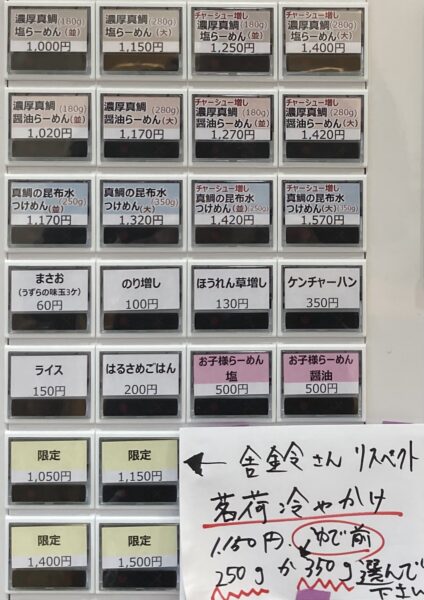 濃厚真鯛(180g)
塩らーめん(並)
1,000円
濃厚真鯛(280g)
塩らーめん(大)
1,150円
チャーシュー増し
濃厚真鯛(180g)
塩らーめん(並)
1,250円
チャーシュー増し
濃厚真鯛(280g)
塩らーめん(大)
1,400円
濃厚真鯛(180g)
醤油らーめん(並)
1,020円
濃厚真鯛(280g)
醤油らーめん(大)
1,170円
チャーシュー増し
濃厚真鯛(180g)
醤油らーめん(並)
1,270円
チャーシュー増し
濃厚真鯛(280g)
醤油らーめん(大)
1,420円
真鯛の昆布水
つけめん(並)(250g)
1,170円
真鯛の昆布水
つけめん(大)(350g)
1,320円
チャーシュー増し
真鯛の昆布水
つけめん(並)(250g)
1,420円
チャーシュー増し
真鯛の昆布水
つけめん(大)(350g)
1,570円
まさお
(うずらの味玉3ケ)
60円
のり増し
100円
ほうれん草増し
130円
ケンチャーハン
350円
ライス
150円
はるさめごはん
200円
お子様らーめん
塩
500円
お子様らーめん
醤油
500円
限定
1,050円
限定
1,150円
限定
1,400円
限定
1,500円
← 舎鈴さん リスペクト
茗荷冷やかけ
1,150円. ゆで前
250gか350g選んで
下さい